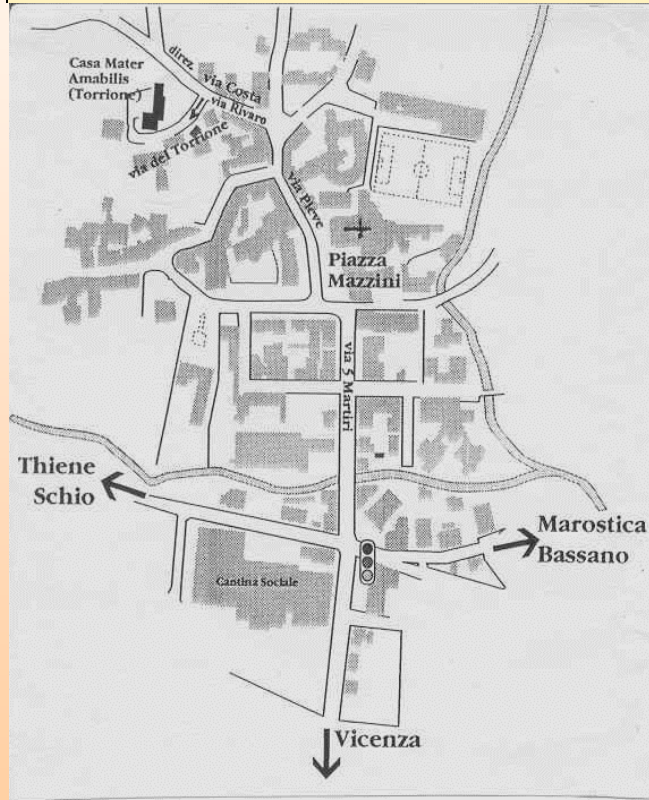 Casa Mater
Amabilis
(Torrione)
direz.
via Costa
via Rivaro
via del Torrione
via Pieve
Piazza
Mazzini
via 5 Martiri
Thiene
Schio
Marostica
Bassano
Cantina Sociale
Vicenza